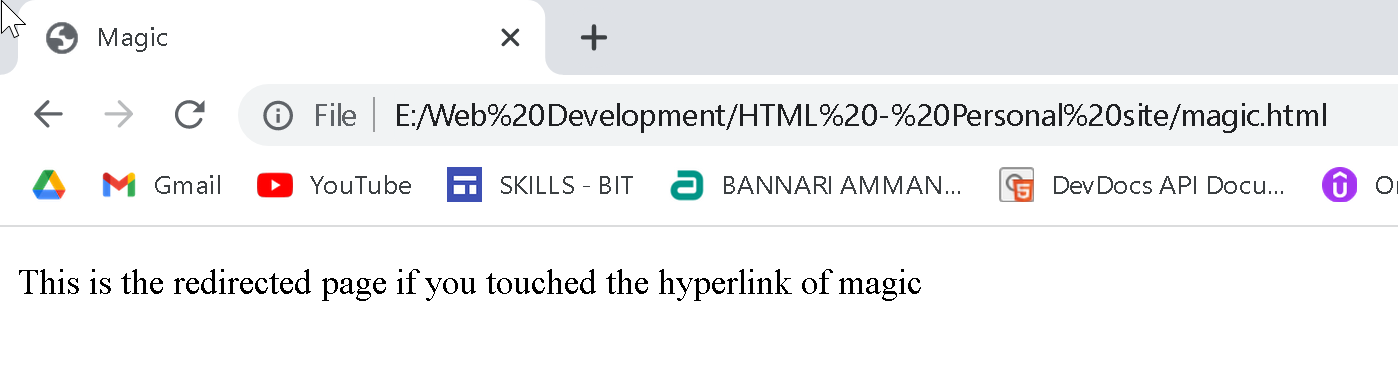 Magic
File E:/Web%20Development/HTML%20-%20Personal%20site/magic.html
Gmail YouTube SKILLS - BIT BANNARI AMMAN... DevDocs API Docu...
This is the redirected page if you touched the hyperlink of magic